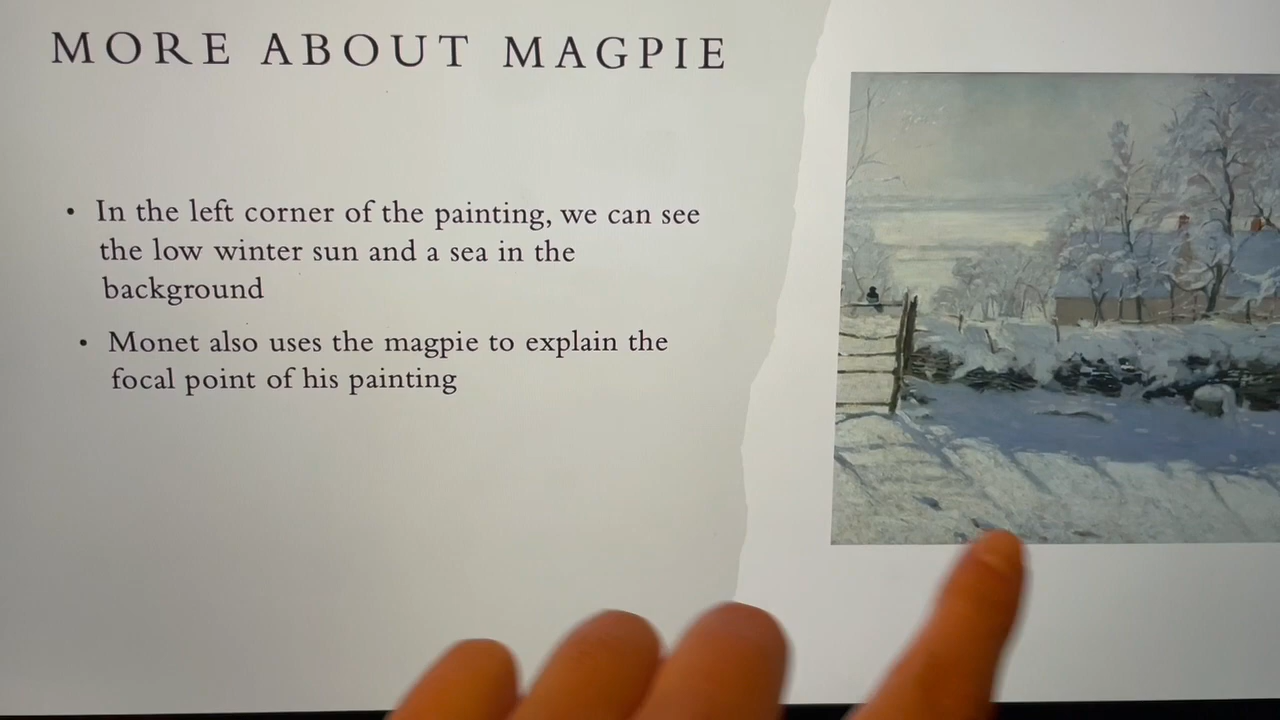 MORE ABOUT MAGPIE
• In the left corner of the painting, we can see
the low winter sun and a sea in the
background
• Monet also uses the magpie to explain the
focal point of his painting